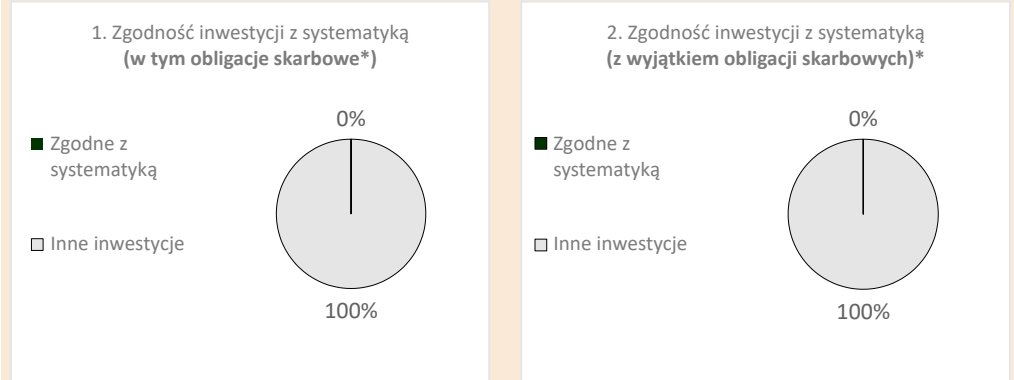 1. Zgodność inwestycji z systematyką
(w tym obligacje skarbowe*)
0%
Zgodne z
systematyką
Inne inwestycje
100%
2. Zgodność inwestycji z systematyką
(z wyjątkiem obligacji skarbowych)*
0%
Zgodne z
systematyką
Inne inwestycje
100%